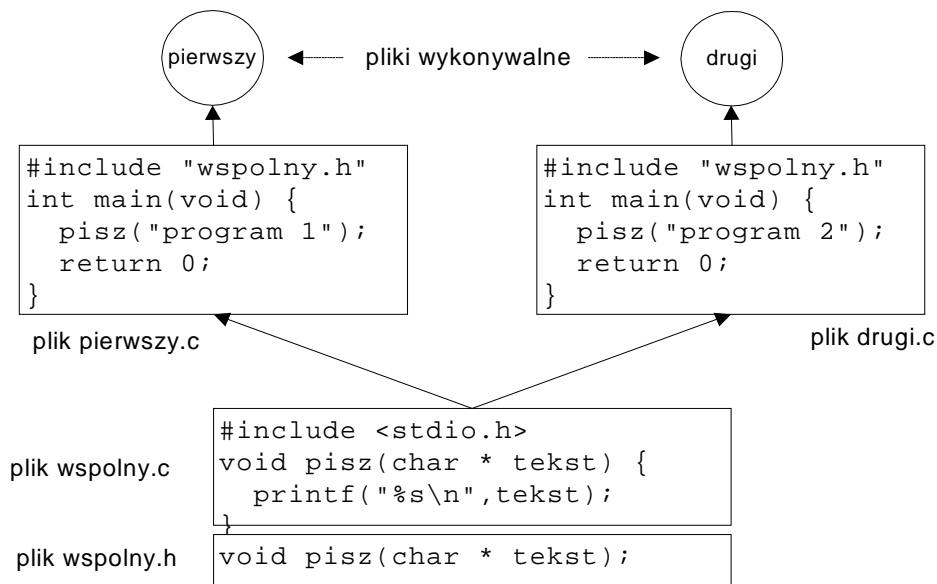 pierwszy
pliki wykonywalne
drugi
#include "wspolny.h"
int main(void) {
pisz("program 1");
return 0;
}
plik pierwszy.c
#include "wspolny.h"
int main(void) {
pisz("program 2");
return 0;
}
plik drugi.c
plik wspolny.c
#include <stdio.h>
void pisz(char * tekst) {
printf("%s\n",tekst);
}
plik wspolny.h
void pisz(char * tekst);